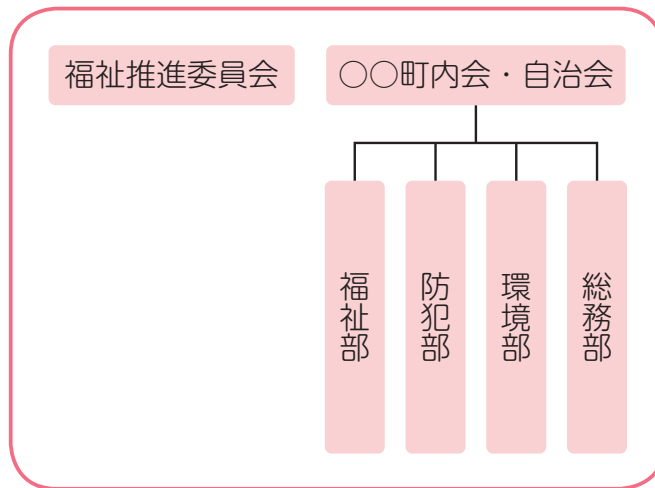 福祉推進委員会
○○町内会・自治会
福祉部
防犯部
環境部
総務部